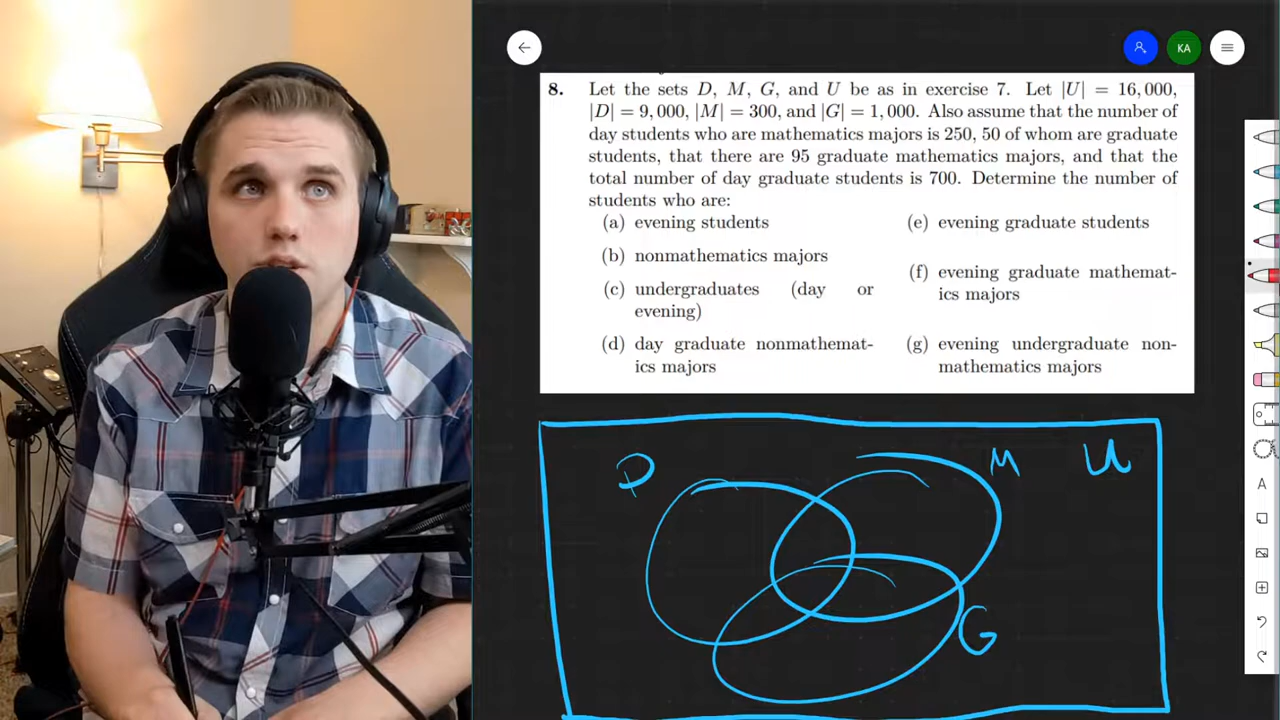 KA
8. Let the sets D, M, G, and U be as in exercise 7. Let |U| = 16,000,
|D| = 9,000, |M| = 300, and |G| = 1,000. Also assume that the number of
day students who are mathematics majors is 250, 50 of whom are graduate
students, that there are 95 graduate mathematics majors, and that the
total number of day graduate students is 700. Determine the number of
students who are:
(a) evening students
(b) nonmathematics majors
(c) undergraduates (day or
evening)
(d) day graduate nonmathemat-
ics majors
(e) evening graduate students
(f) evening graduate mathemat-
ics majors
(g) evening undergraduate non-
mathematics majors
D
M
U
G
A